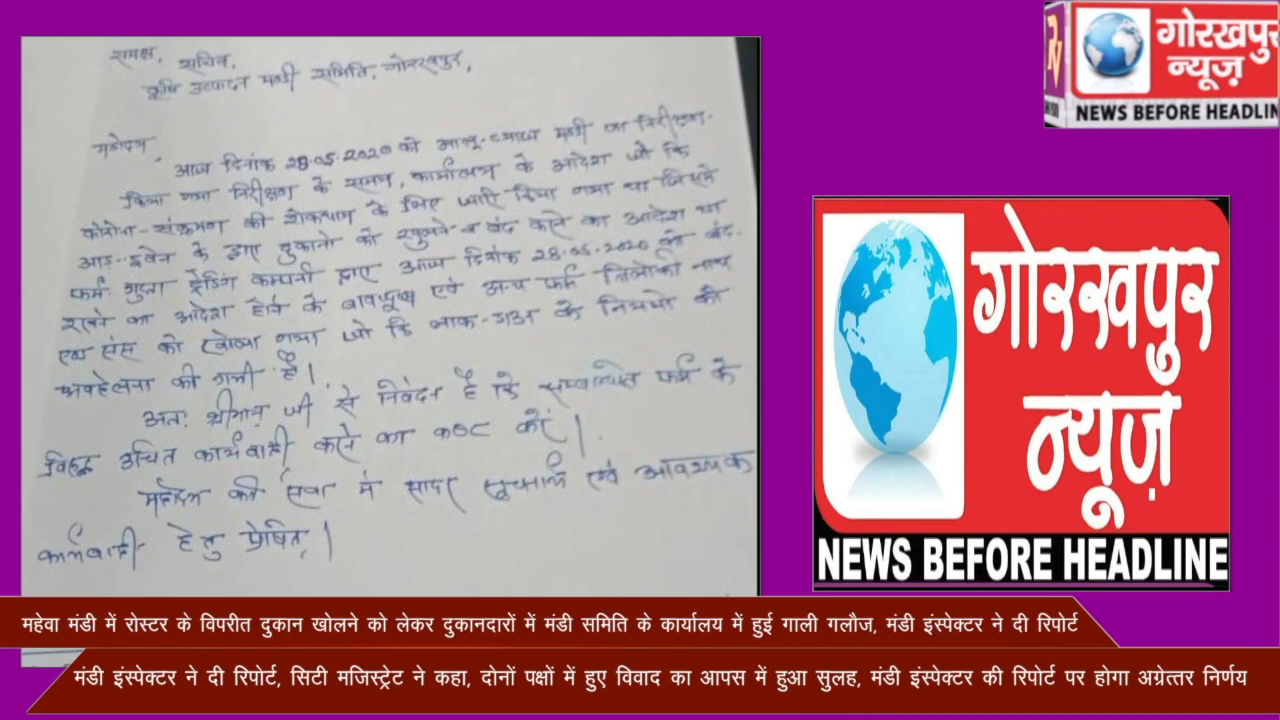 समक्ष, सचिव,
कृषि उत्पादन मण्डी समिति, गोरखपुर,
महोदय,
आज दिनांक 28.05.2020 को आलू-प्याज मण्डी का निरीक्षण
किया गया निरीक्षण के समय, कार्यालय के आदेश जो कि
कोरोना-संक्रमण की रोकथाम के लिए जारी किया गया था जिसमे
आड-इवेन के द्वारा दुकानो को खुलने व बंद करने का आदेश था
फर्म गुप्ता ट्रेडिंग कम्पनी द्वारा आज दिनांक 28.05.2020 को बंद
रखने का आदेश होने के बावजूद एवं अन्य फर्म त्रिलोकी नाथ
एण्ड संस को खोला गया जो कि लाक-डाउन के नियमो की
अवहेलना की गयी है।
अतः श्रीमान जी से निवेदन है कि सम्बन्धित फर्म के
विरुद्ध उचित कार्यवाही करने का कष्ट करें।
महोदय की सेवा में सादर सूचनार्थ एवं आवश्यक
कार्यवाही हेतु प्रेषित।
गोरखपुर
न्यूज़
NEWS BEFORE HEADLIN
गोरखपुर
न्यूज़
NEWS BEFORE HEADLINE
महेवा मंडी में रोस्टर के विपरीत दुकान खोलने को लेकर दुकानदारों में मंडी समिति के कार्यालय में हुई गाली गलौज, मंडी इंस्पेक्टर ने दी रिपोर्ट
मंडी इंस्पेक्टर ने दी रिपोर्ट, सिटी मजिस्ट्रेट ने कहा, दोनों पक्षों में हुए विवाद का आपस में हुआ सुलह, मंडी इंस्पेक्टर की रिपोर्ट पर होगा अग्रेत्तर निर्णय